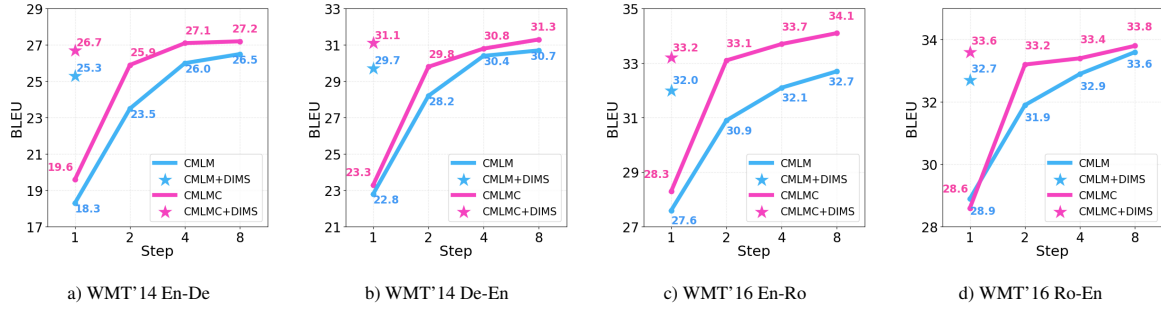 BLEU
29
27
25
23
21
19
17
26.7
25.3
19.6
18.3
25.9
23.5
27.1
26.0
27.2
26.5
CMLM
CMLM+DIMS
CMLMC
CMLMC+DIMS
1 2 4 8
Step
a) WMT'14 En-De
BLEU
33
31
29
27
25
23
21
31.1
29.7
23.3
22.8
29.8
28.2
30.8
30.4
31.3
30.7
CMLM
CMLM+DIMS
CMLMC
CMLMC+DIMS
1 2 4 8
Step
b) WMT'14 De-En
BLEU
35
33
31
29
27
33.2
32.0
28.3
27.6
33.1
30.9
33.7
32.1
34.1
32.7
CMLM
CMLM+DIMS
CMLMC
CMLMC+DIMS
1 2 4 8
Step
c) WMT'16 En-Ro
BLEU
34
32
30
28
33.6
32.7
28.6
28.9
33.2
31.9
33.4
32.9
33.8
33.6
CMLM
CMLM+DIMS
CMLMC
CMLMC+DIMS
1 2 4 8
Step
d) WMT'16 Ro-En